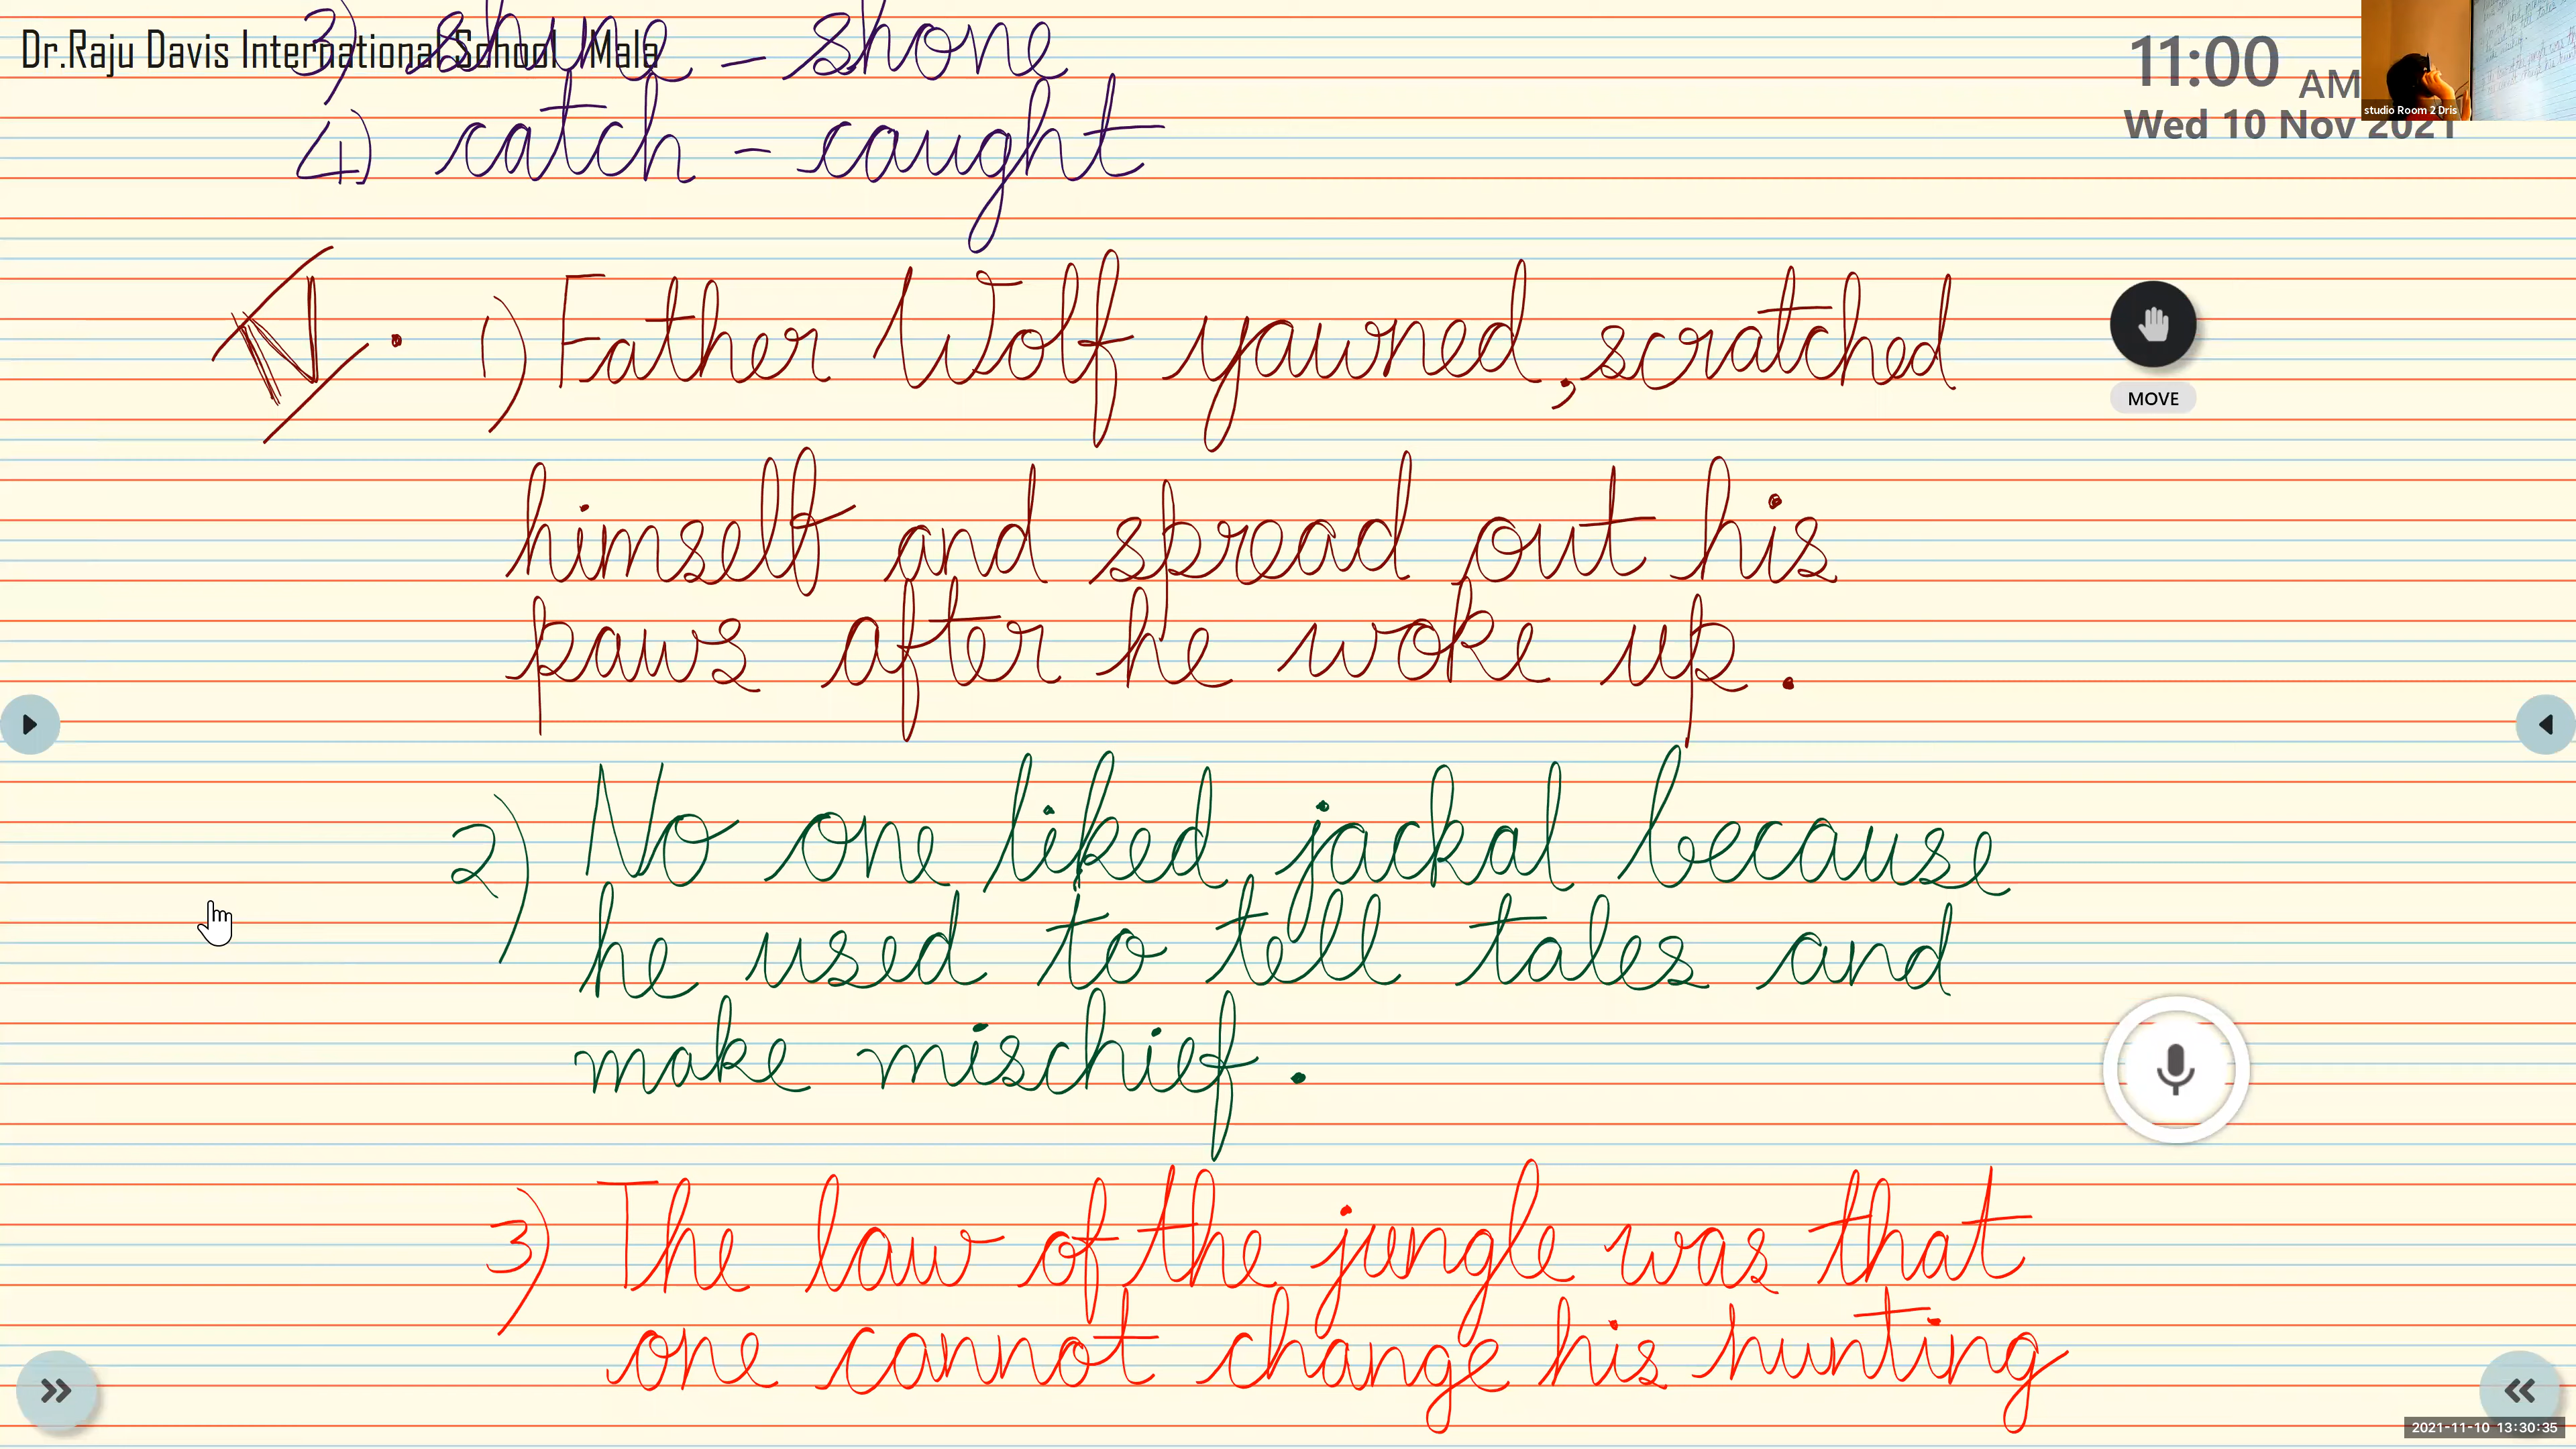 3) shine - shone
Dr.Raju Davis International School Mala
11:00 AM
Wed 10 Nov 2021
studio Room 2 Dris
4) catch - caught
IV. 1) Father Wolf yawned, scratched
MOVE
himself and spread out his
paws after he woke up.
2) No one liked jackal because
he used to tell tales and
make mischief.
3) The law of the jungle was that
one cannot change his hunting
2021-11-10 13:30:35